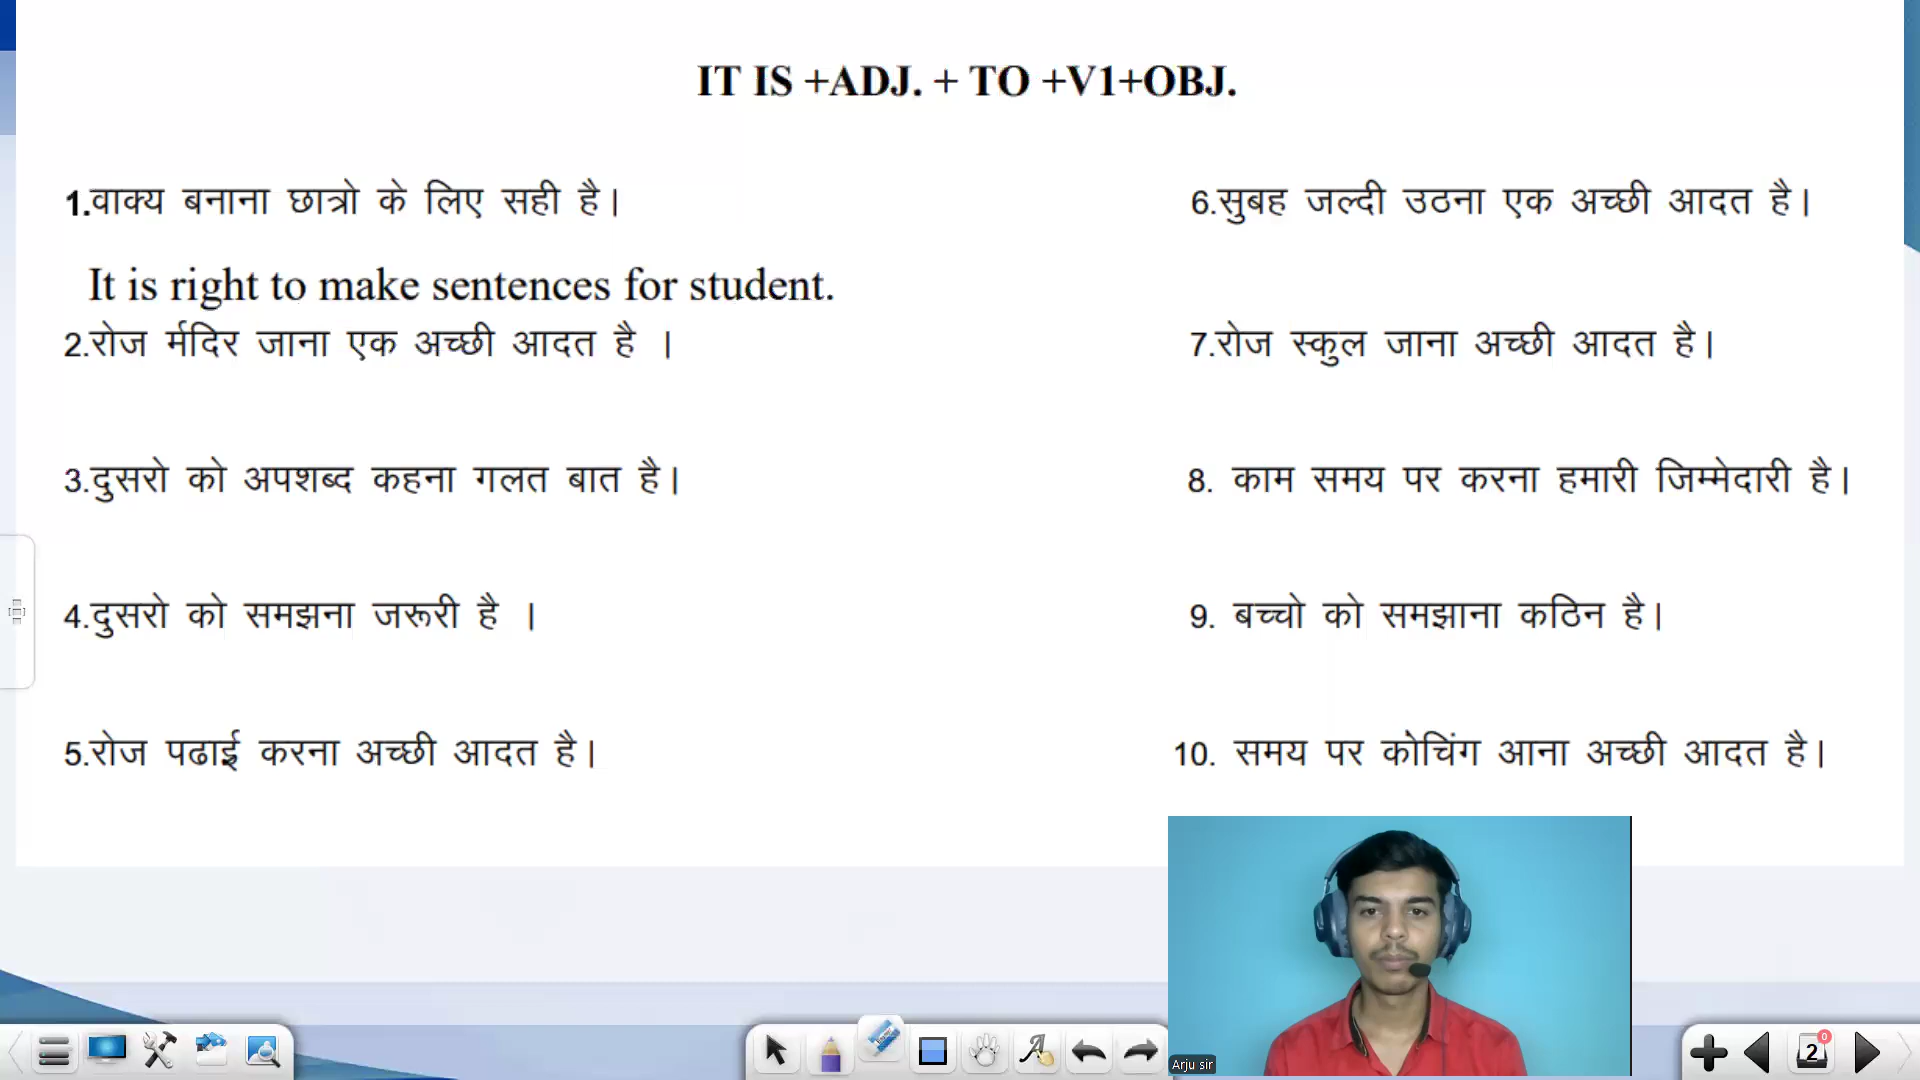 IT IS +ADJ. + TO +V1+OBJ.
1.वाक्य बनाना छात्रो के लिए सही है।
It is right to make sentences for student.
2.रोज र्मदिर जाना एक अच्छी आदत है ।
3.दुसरो को अपशब्द कहना गलत बात है।
4.दुसरो को समझना जरूरी है ।
5.रोज पढाई करना अच्छी आदत है।
6.सुबह जल्दी उठना एक अच्छी आदत है।
7.रोज स्कुल जाना अच्छी आदत है।
8. काम समय पर करना हमारी जिम्मेदारी है।
9. बच्चो को समझाना कठिन है।
10. समय पर कोचिंग आना अच्छी आदत है।
Arju sir
2
0